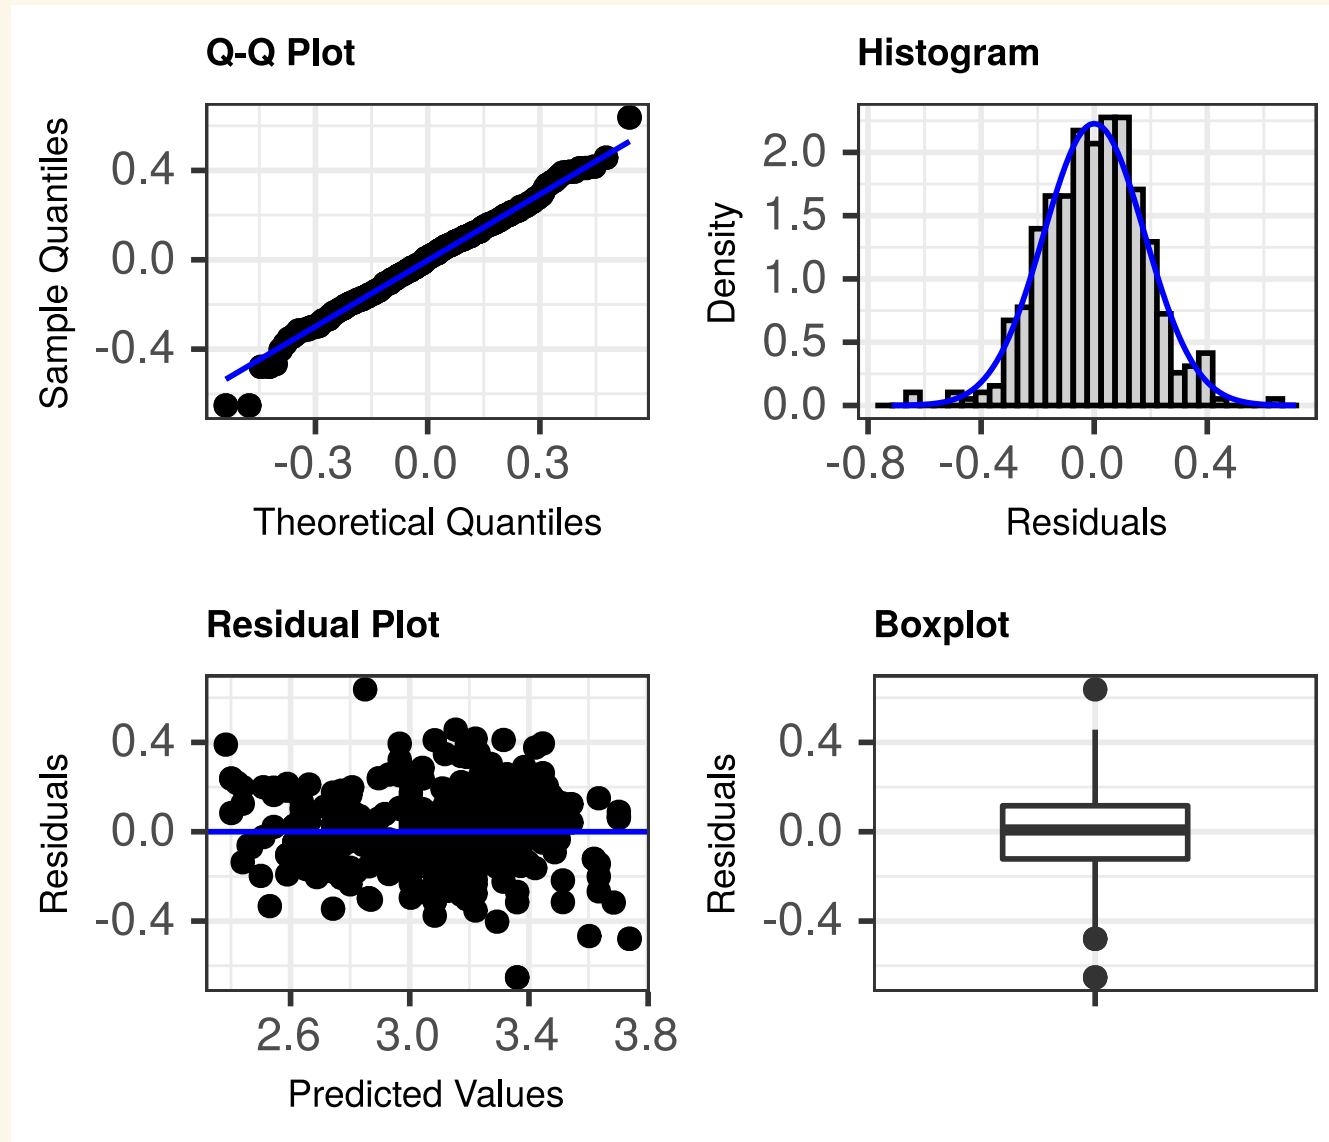 Q-Q Plot
Sample Quantiles
0.4
0.0
-0.4
-0.3 0.0 0.3
Theoretical Quantiles
Histogram
Density
2.0
1.5
1.0
0.5
0.0
-0.8 -0.4 0.0 0.4
Residuals
Residual Plot
Residuals
0.4
0.0
-0.4
2.6 3.0 3.4 3.8
Predicted Values
Boxplot
Residuals
0.4
0.0
-0.4